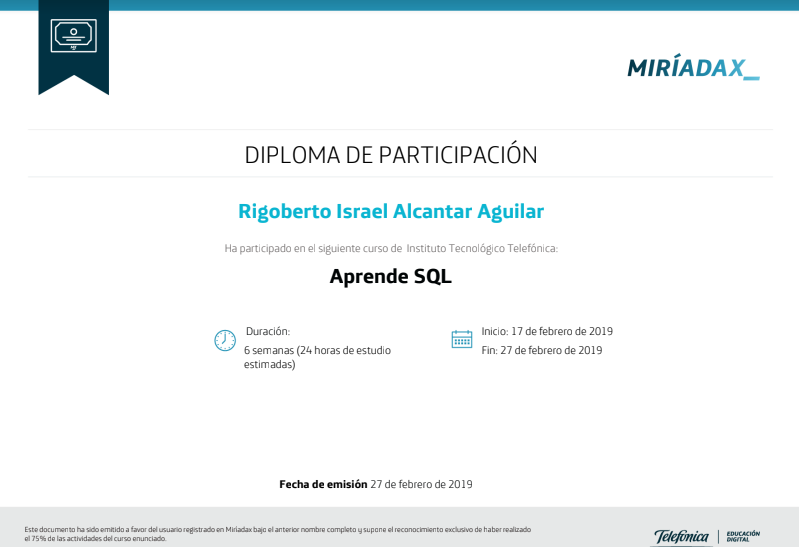 MIRÍADAX_
DIPLOMA DE PARTICIPACIÓN
Rigoberto Israel Alcantar Aguilar
Ha participado en el siguiente curso de Instituto Tecnológico Telefónica:
Aprende SQL
Duración:
6 semanas (24 horas de estudio
estimadas)
Inicio: 17 de febrero de 2019
Fin: 27 de febrero de 2019
Fecha de emisión 27 de febrero de 2019
Este documento ha sido emitido a favor del usuario registrado en Miríadax bajo el anterior nombre completo y supone el reconocimiento exclusivo de haber realizado
el 75% de las actividades del curso enunciado.
Telefónica
EDUCACIÓN
DIGITAL